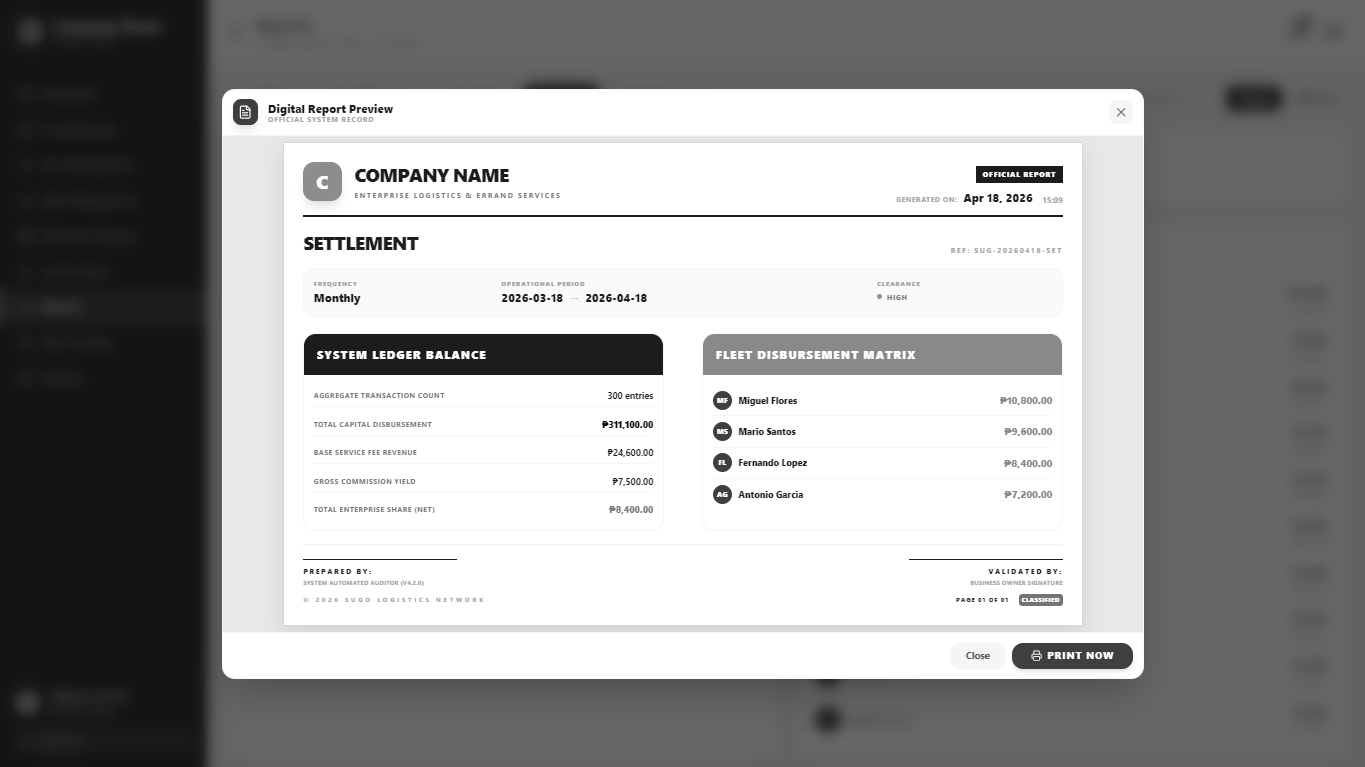 Digital Report Preview
OFFICIAL SYSTEM RECORD
C
COMPANY NAME
ENTERPRISE LOGISTICS & ERRAND SERVICES
OFFICIAL REPORT
GENERATED ON: Apr 18, 2026 15:09
SETTLEMENT
REF: SUG-20260418-SET
FREQUENCY
Monthly
OPERATIONAL PERIOD
2026-03-18 → 2026-04-18
CLEARANCE
HIGH
SYSTEM LEDGER BALANCE
AGGREGATE TRANSACTION COUNT 300 entries
TOTAL CAPITAL DISBURSEMENT ₱311,100.00
BASE SERVICE FEE REVENUE ₱24,600.00
GROSS COMMISSION YIELD ₱7,500.00
TOTAL ENTERPRISE SHARE (NET) ₱8,400.00
FLEET DISBURSEMENT MATRIX
MF Miguel Flores ₱10,800.00
MS Mario Santos ₱9,600.00
FL Fernando Lopez ₱8,400.00
AG Antonio Garcia ₱7,200.00
PREPARED BY:
SYSTEM AUTOMATED AUDITOR (V4.2.0)
© 2026 SUGO LOGISTICS NETWORK
VALIDATED BY:
BUSINESS OWNER SIGNATURE
PAGE 01 OF 01 CLASSIFIED
Close
PRINT NOW